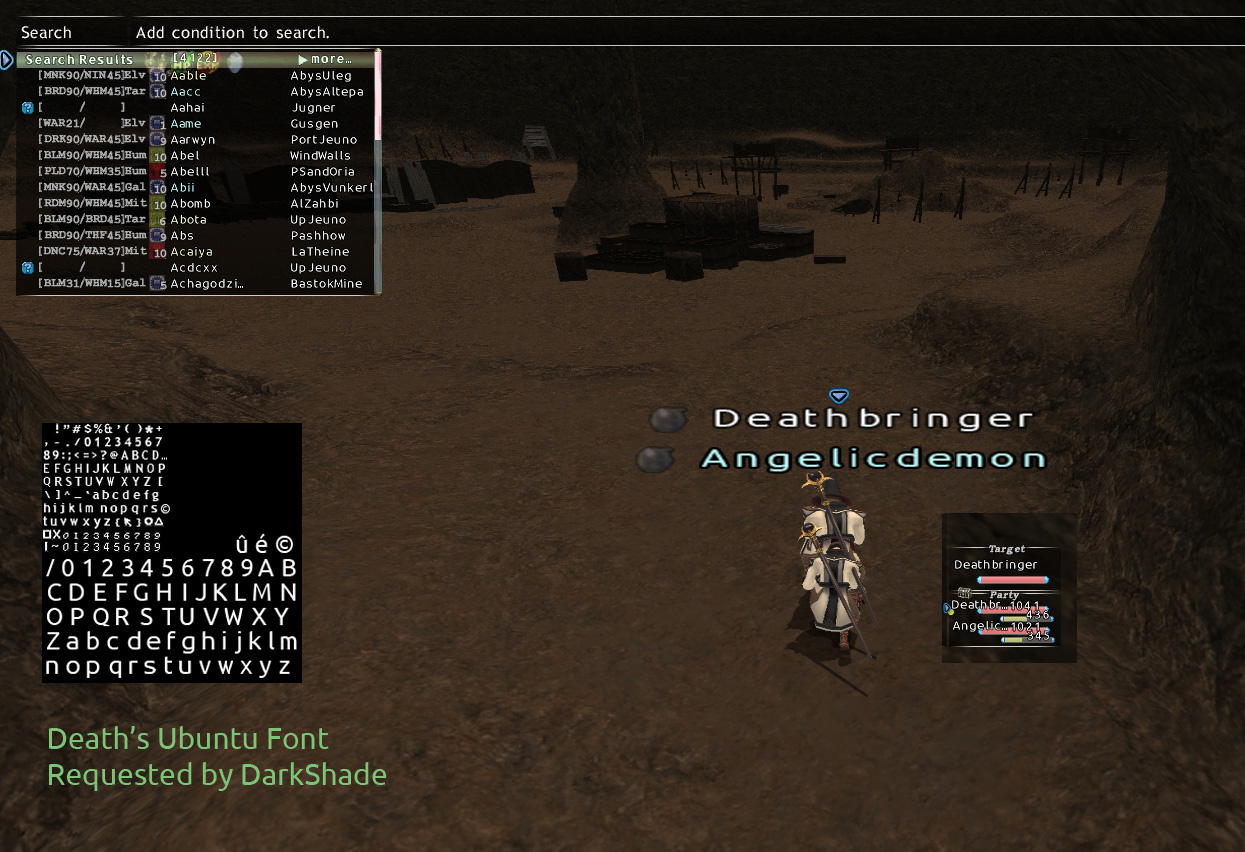 Search Add condition to search.
Search Results [4122] more...
[MNK90/NIN45]Elv 10 Aable AbysUleg
[BRD90/WHM45]Tar 10 Aacc AbysAltepa
[ / ] Aahai Jugner
[WAR21/ ]Elv 1 Aame Gusgen
[DRK90/WAR45]Elv 9 Aarwyn PortJeuno
[BLM90/WHM45]Hum 10 Abel WindWalls
[PLD70/WHM35]Hum 5 Abelll PSandOria
[MNK90/WAR45]Gal 10 Abii AbysVunkerl
[RDM90/WHM45]Mit 10 Abomb AlZahbi
[BLM90/BRD45]Tar 6 Abota UpJeuno
[BRD90/THF45]Hum 9 Abs Pashhow
[DNC75/WAR37]Mit 10 Acaiya LaTheine
[ / ] Acdcxx UpJeuno
[BLM31/WHM15]Gal 5 Achagodzi... BastokMine
Deathbringer
Angelicdemon
!"#$%&'()*+
,-./01234567
89:;<=>?@ABCD...
EFGHIJKLMNOP
QRSTUVWXYZ[
\]^_`abcdefg
hijklmnopqrs©
tuvwxyz{
0123456789
~0123456789
ûé©
/0123456789AB
CDEFGHIJKLMN
OPQRSTUVWXY
Zabcdefghijklm
nopqrstuvwxyz
Target
Deathbringer
Party
Deathbr... 1041
436
Angelic... 1021
345
Death's Ubuntu Font
Requested by DarkShade